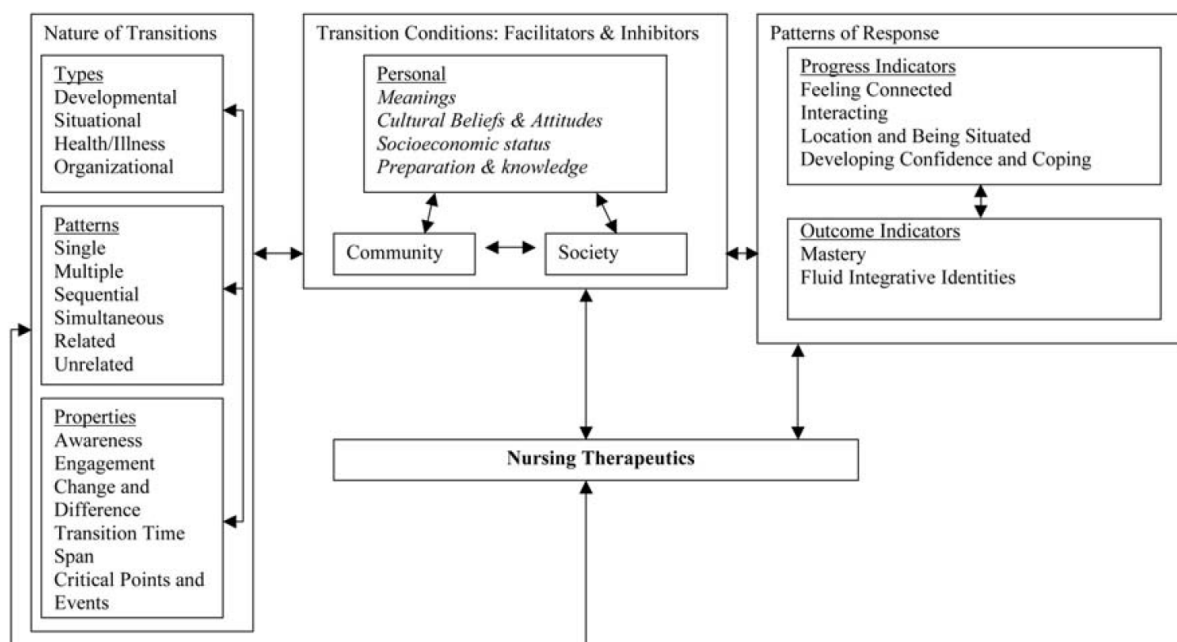 Nature of Transitions
Types
Developmental
Situational
Health/Illness
Organizational
Patterns
Single
Multiple
Sequential
Simultaneous
Related
Unrelated
Properties
Awareness
Engagement
Change and
Difference
Transition Time
Span
Critical Points and
Events
Transition Conditions: Facilitators & Inhibitors
Personal
Meanings
Cultural Beliefs & Attitudes
Socioeconomic status
Preparation & knowledge
Community
Society
Patterns of Response
Progress Indicators
Feeling Connected
Interacting
Location and Being Situated
Developing Confidence and Coping
Outcome Indicators
Mastery
Fluid Integrative Identities
Nursing Therapeutics